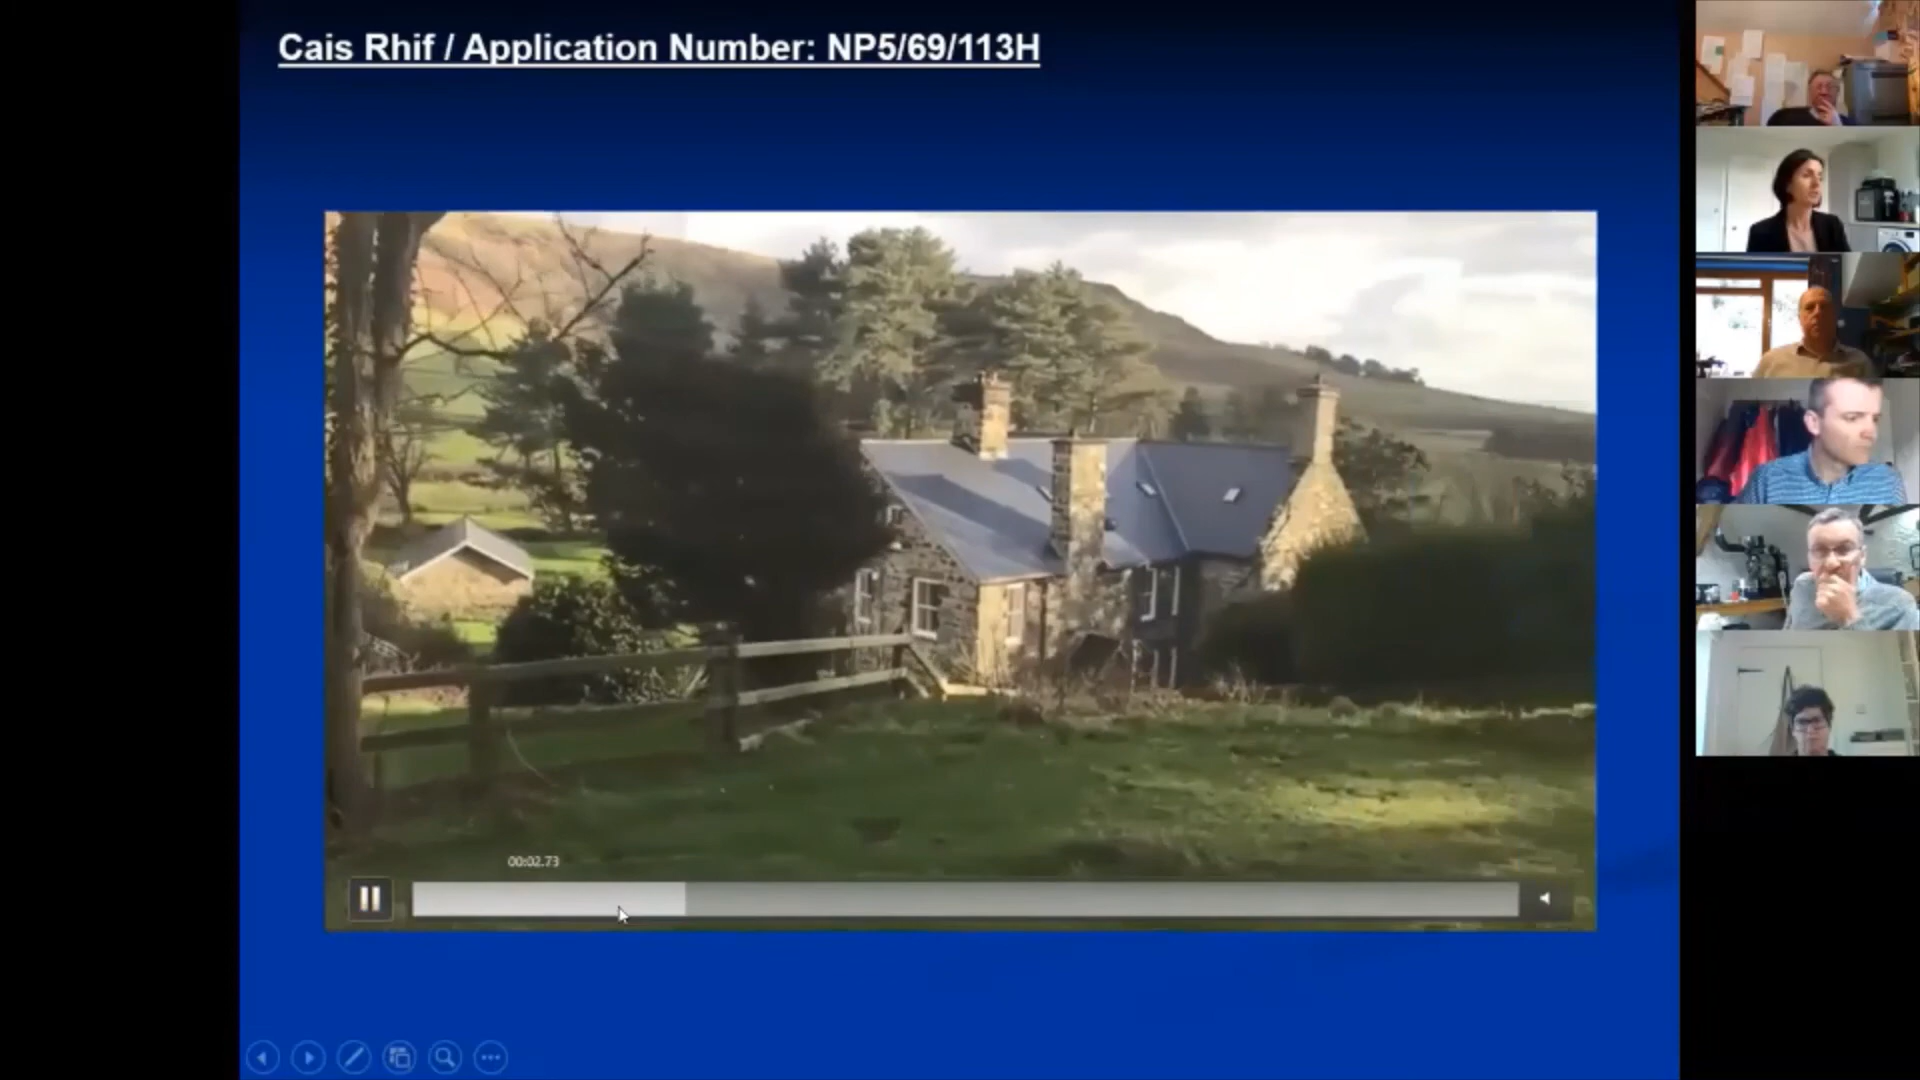 Cais Rhif / Application Number: NP5/69/113H
00:02.73